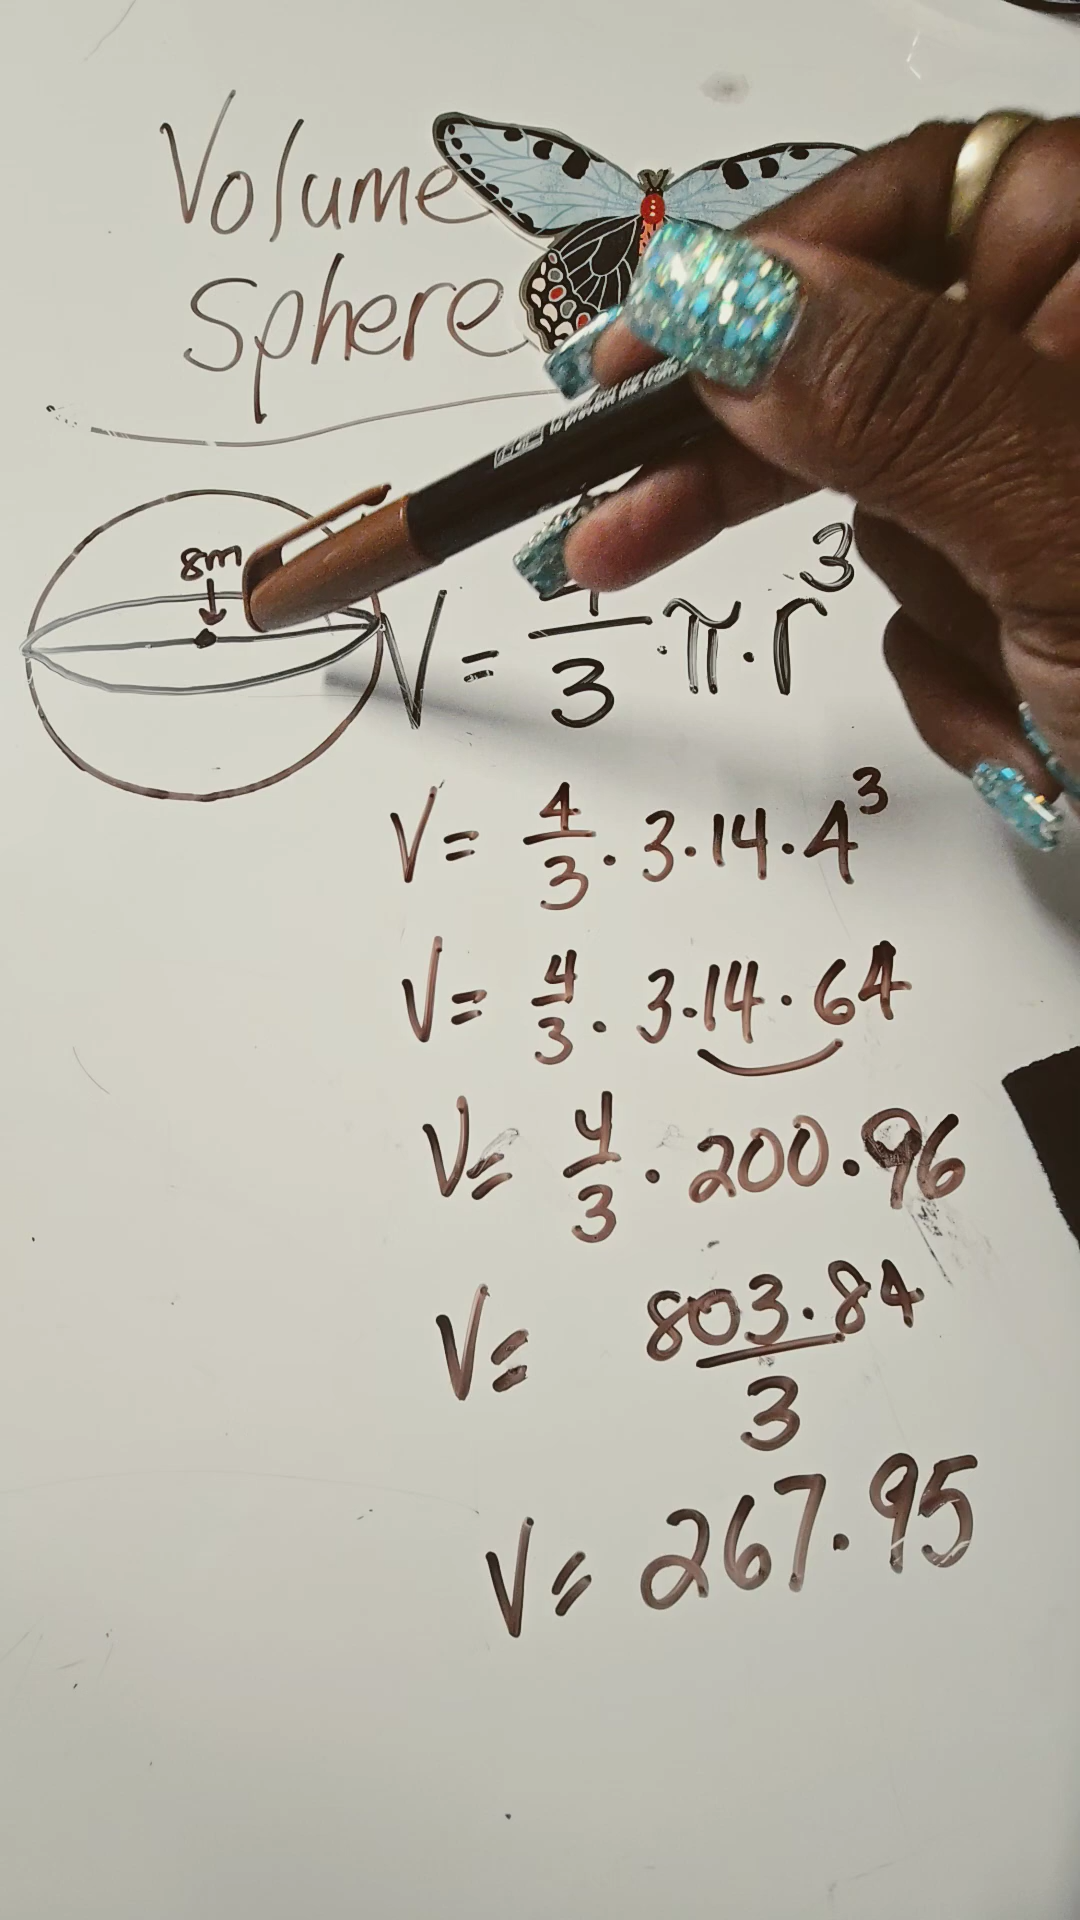 Volume
Sphere
8m
V = 4/3 · π · r³
V = 4/3 · 3.14 · 4³
V = 4/3 · 3.14 · 64
V = 4/3 · 200.96
V = 803.84/3
V = 267.95